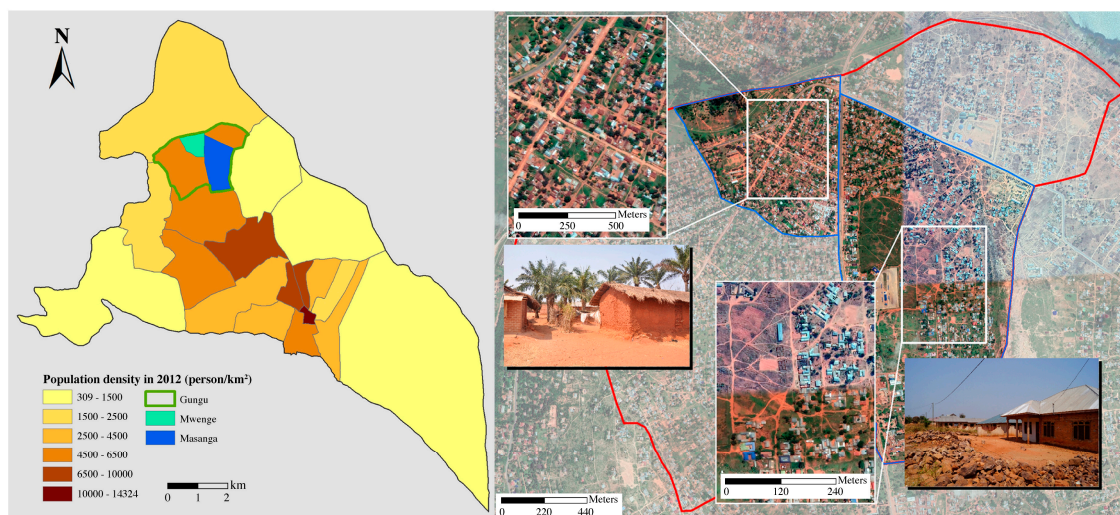 N
Population density in 2012 (person/km²)
309 - 1500
1500 - 2500
2500 - 4500
4500 - 6500
6500 - 10000
10000 - 14324
Gungu
Mwenge
Masanga
km
0 1 2
Meters
0 250 500
Meters
0 120 240
Meters
0 220 440